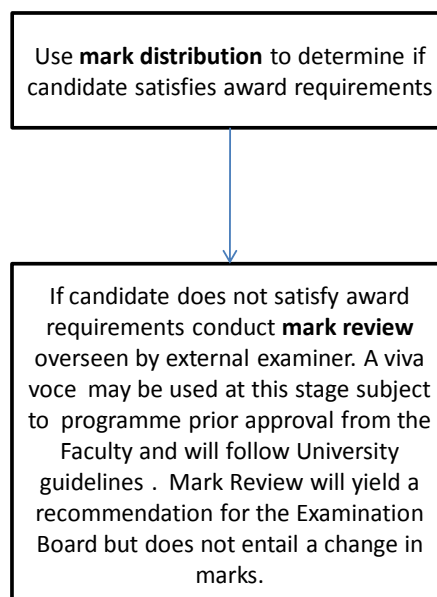 Use mark distribution to determine if
candidate satisfies award requirements
If candidate does not satisfy award
requirements conduct mark review
overseen by external examiner. A viva
voce  may be used at this stage subject
to  programme prior approval from the
Faculty and will follow University
guidelines .  Mark Review will yield a
recommendation for the Examination
Board but does not entail a change in
marks.